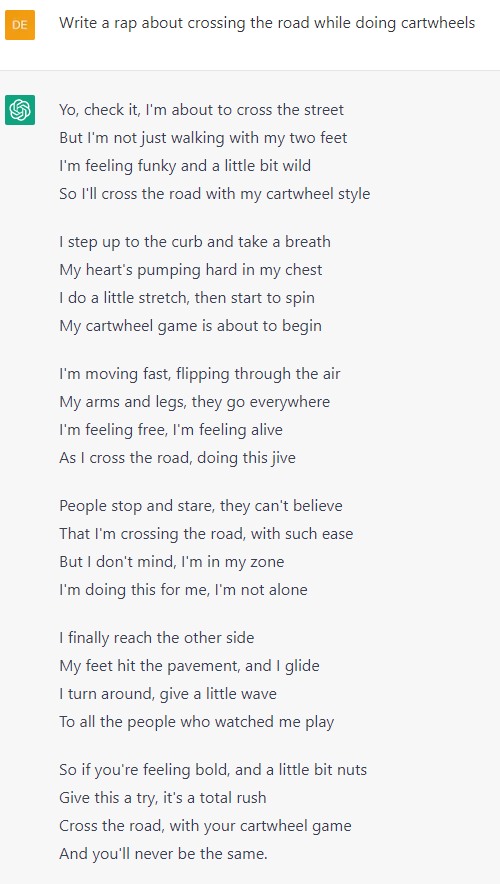 DE
Write a rap about crossing the road while doing cartwheels
Yo, check it, I'm about to cross the street
But I'm not just walking with my two feet
I'm feeling funky and a little bit wild
So I'll cross the road with my cartwheel style
I step up to the curb and take a breath
My heart's pumping hard in my chest
I do a little stretch, then start to spin
My cartwheel game is about to begin
I'm moving fast, flipping through the air
My arms and legs, they go everywhere
I'm feeling free, I'm feeling alive
As I cross the road, doing this jive
People stop and stare, they can't believe
That I'm crossing the road, with such ease
But I don't mind, I'm in my zone
I'm doing this for me, I'm not alone
I finally reach the other side
My feet hit the pavement, and I glide
I turn around, give a little wave
To all the people who watched me play
So if you're feeling bold, and a little bit nuts
Give this a try, it's a total rush
Cross the road, with your cartwheel game
And you'll never be the same.